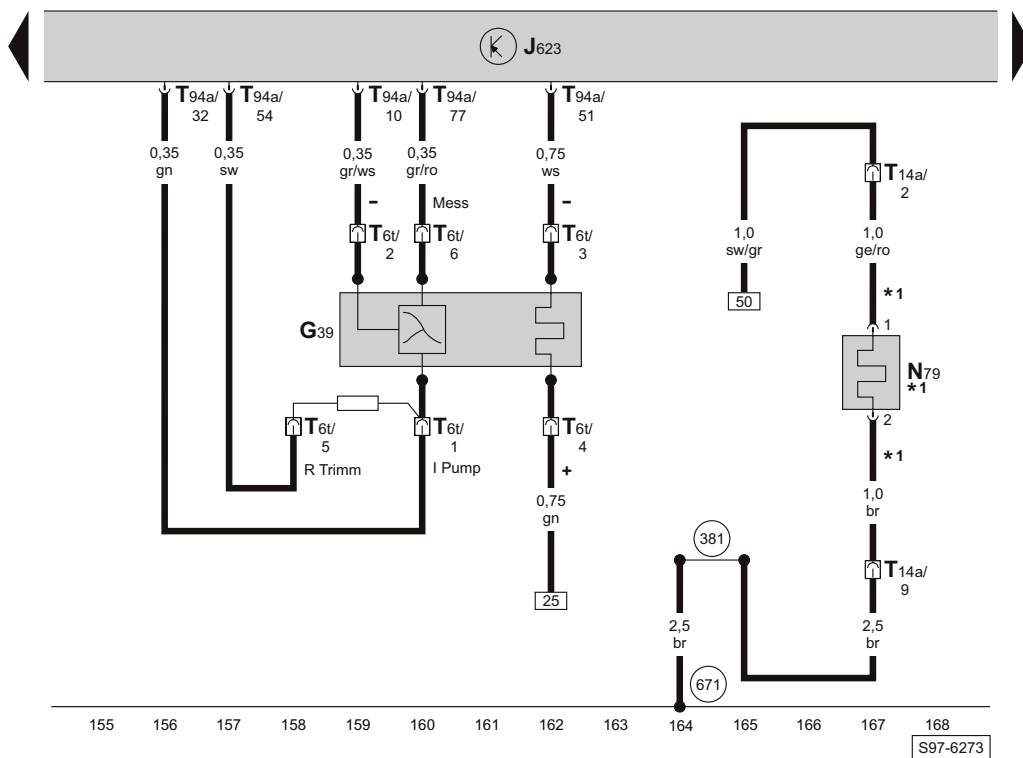 J623
T94a/ T94a/ T94a/ T94a/ T94a/
32 54 10 77 51
0,35 0,35 0,35 0,35 0,75
gn sw gr/ws gr/ro ws
T14a/
2
- Mess -
T6t/ T6t/ T6t/
2 6 3
1,0 1,0
sw/gr ge/ro
50
*1
1
G39
N79
*1
2
T6t/ T6t/ T6t/
5 1 4
R Trimm I Pump +
*1
0,75
gn
1,0
br
381
T14a/
9
25
2,5 2,5
br br
671
155 156 157 158 159 160 161 162 163 164 165 166 167 168
S97-6273